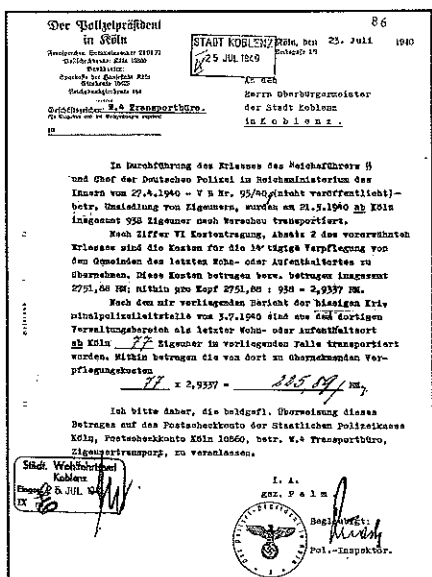 86
Der Polizeipräsident
in Köln
STADT KOBLENZ
25 JUL 1940
Köln, den 23. Juli 1940
An den
Herrn Oberbürgermeister
der Stadt Koblenz
in Koblenz.
W.4 Transportbüro.
In Durchführung des Erlasses des Reichsführers SS
und Chef der Deutschen Polizei im Reichsministerium des
Innern vom 27.4.1940 - V B Nr. 95/40 (nicht veröffentlicht)-
betr. Umsiedlung von Zigeunern, wurden am 21.5.1940 ab Köln
insgesamt 938 Zigeuner nach Warschau transportiert.
Nach Ziffer VI Kostentragung, Absatz 2 des vorerwähnten
Erlasses sind die Kosten für die 14 tägige Verpflegung von
den Gemeinden des letzten Wohn- oder Aufenthaltortes zu
übernehmen. Diese Kosten betragen bezw. betrugen insgesamt
2751,88 RM; mithin pro Kopf 2751,88 : 938 = 2,9337 RM.
Nach dem mir vorliegenden Bericht der hiesigen Kri-
minalpolizeileitstelle vom 3.7.1940 sind aus dem dortigen
Verwaltungsbereich als letzter Wohn- oder Aufenthaltsort
ab Köln 77 Zigeuner im vorliegenden Falle transportiert
worden. Mithin betragen die von dort zu übernehmenden Ver-
pflegungskosten
77 x 2,9337 = 225,89 RM,
Ich bitte daher, die baldgefl. Überweisung dieses
Betrages auf das Postscheckkonto der Staatlichen Polizeikasse
Köln, Postscheckkonto Köln 10860, betr. W.4 Transportbüro,
Zigeunertransport, zu veranlassen.
Städt. Wohlfahrtsamt
Koblenz
25. JUL 1940
IX
I. A.
gez. Palm
Beglaubigt:
Pol.-Inspektor.